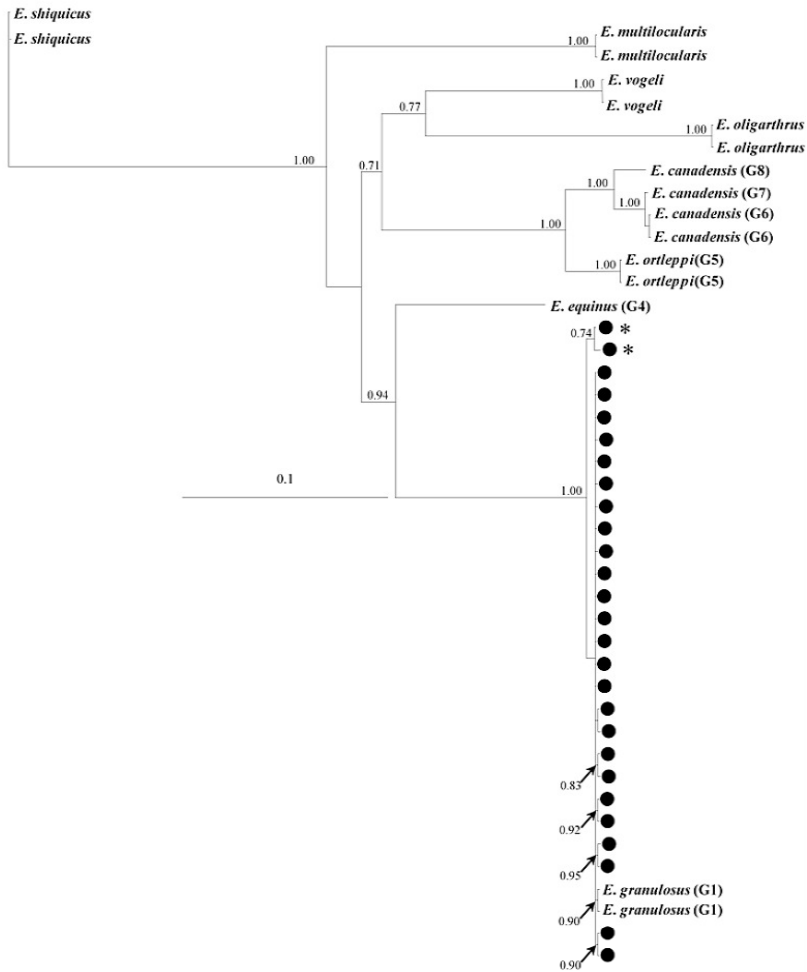 E. shiquicus
E. shiquicus
E. multilocularis
1.00
E. multilocularis
E. vogeli
1.00
E. vogeli
0.77
E. oligarthrus
1.00
E. oligarthrus
1.00
0.71
E. canadensis (G8)
1.00
E. canadensis (G7)
1.00
E. canadensis (G6)
1.00
E. canadensis (G6)
E. ortleppi(G5)
1.00
E. ortleppi(G5)
E. equinus (G4)
0.74
*
*
0.94
0.1
1.00
0.83
0.92
0.95
E. granulosus (G1)
E. granulosus (G1)
0.90
0.90